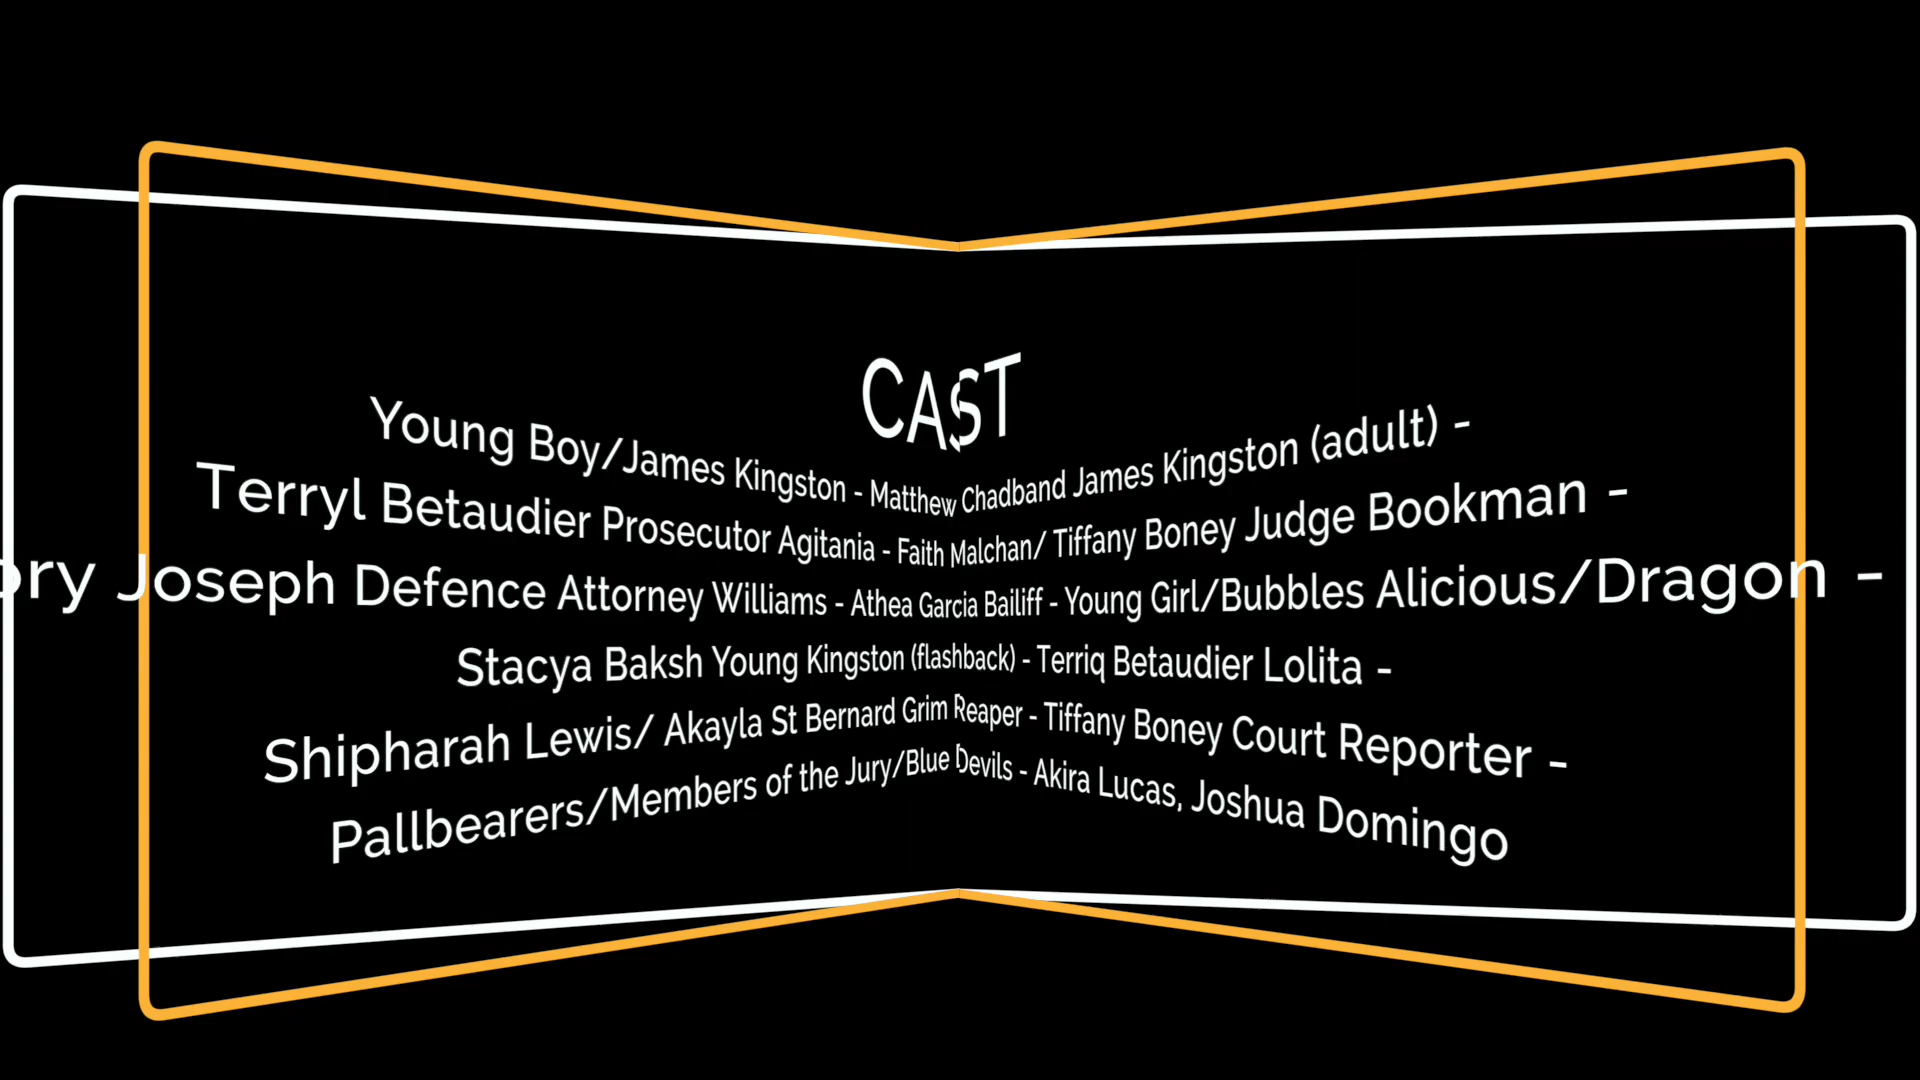 CAST
Young Boy/James Kingston - Matthew Chadband James Kingston (adult) -
Terryl Betaudier Prosecutor Agitania - Faith Malchan/ Tiffany Boney Judge Bookman -
Joseph Defence Attorney Williams - Athea Garcia Bailiff - Young Girl/Bubbles Alicious/Dragon -
Stacya Baksh Young Kingston (flashback) - Terriq Betaudier Lolita -
Shipharah Lewis/ Akayla St Bernard Grim Reaper - Tiffany Boney Court Reporter -
Pallbearers/Members of the Jury/Blue Devils - Akira Lucas, Joshua Domingo